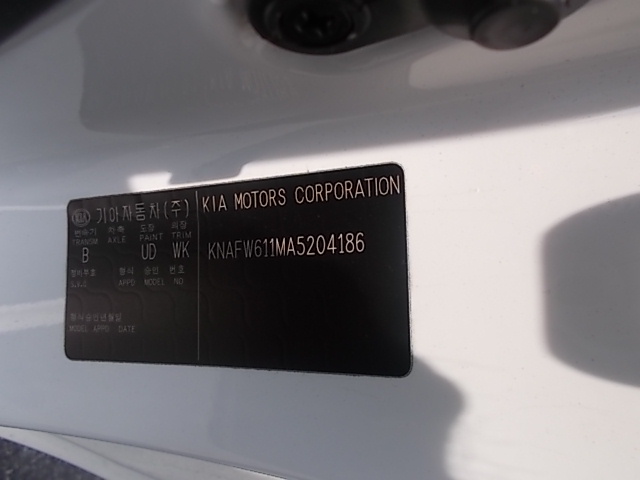 KIA 기아자동차(주)
KIA MOTORS CORPORATION
변속기 차축 도장 의장
TRANSM AXLE PAINT TRIM
B UD WK
KNAFW611MA5204186
형식 승인 번호
V.V.S APPD MODEL NO
형식승인년월일
MODEL APPD DATE